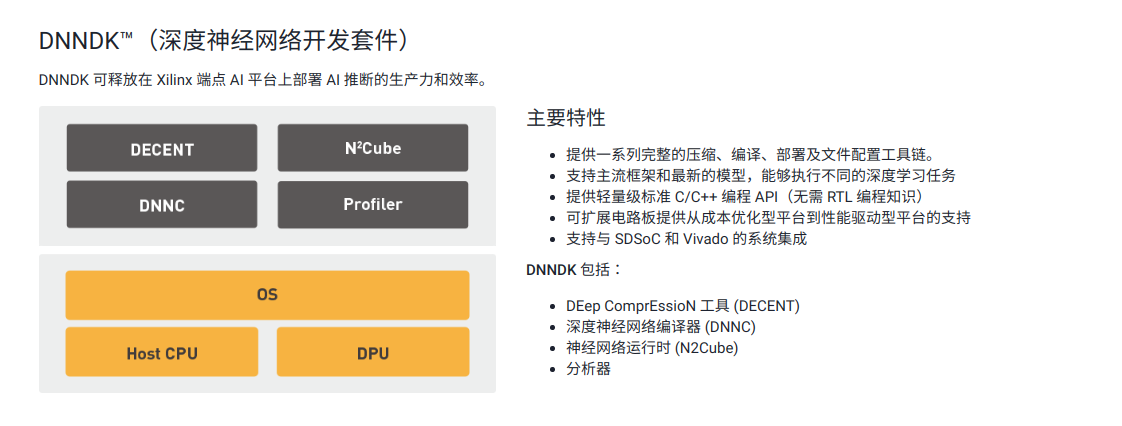 DNNDK™（深度神经网络开发套件）
DNNDK 可释放在 Xilinx 端点 AI 平台上部署 AI 推断的生产力和效率。
DECENT
N²Cube
DNNC
Profiler
OS
Host CPU
DPU
主要特性
• 提供一系列完整的压缩、编译、部署及文件配置工具链。
• 支持主流框架和最新的模型，能够执行不同的深度学习任务
• 提供轻量级标准 C/C++ 编程 API（无需 RTL 编程知识）
• 可扩展电路板提供从成本优化型平台到性能驱动型平台的支持
• 支持与 SDSoC 和 Vivado 的系统集成
DNNDK 包括：
• DEep ComprEssioN 工具 (DECENT)
• 深度神经网络编译器 (DNNC)
• 神经网络运行时 (N2Cube)
• 分析器